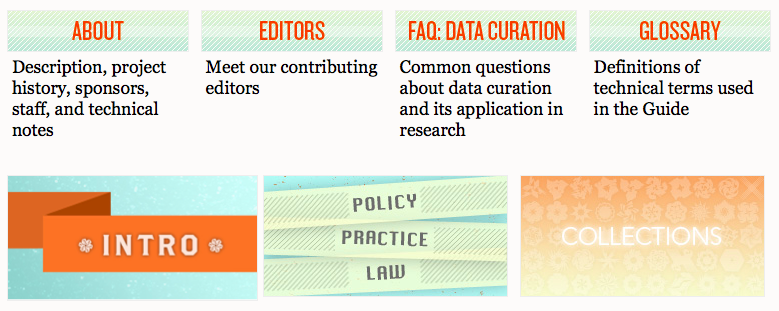 ABOUT
Description, project
history, sponsors,
staff, and technical
notes
EDITORS
Meet our contributing
editors
FAQ: DATA CURATION
Common questions
about data curation
and its application in
research
GLOSSARY
Definitions of
technical terms used
in the Guide
INTRO
POLICY
PRACTICE
LAW
COLLECTIONS